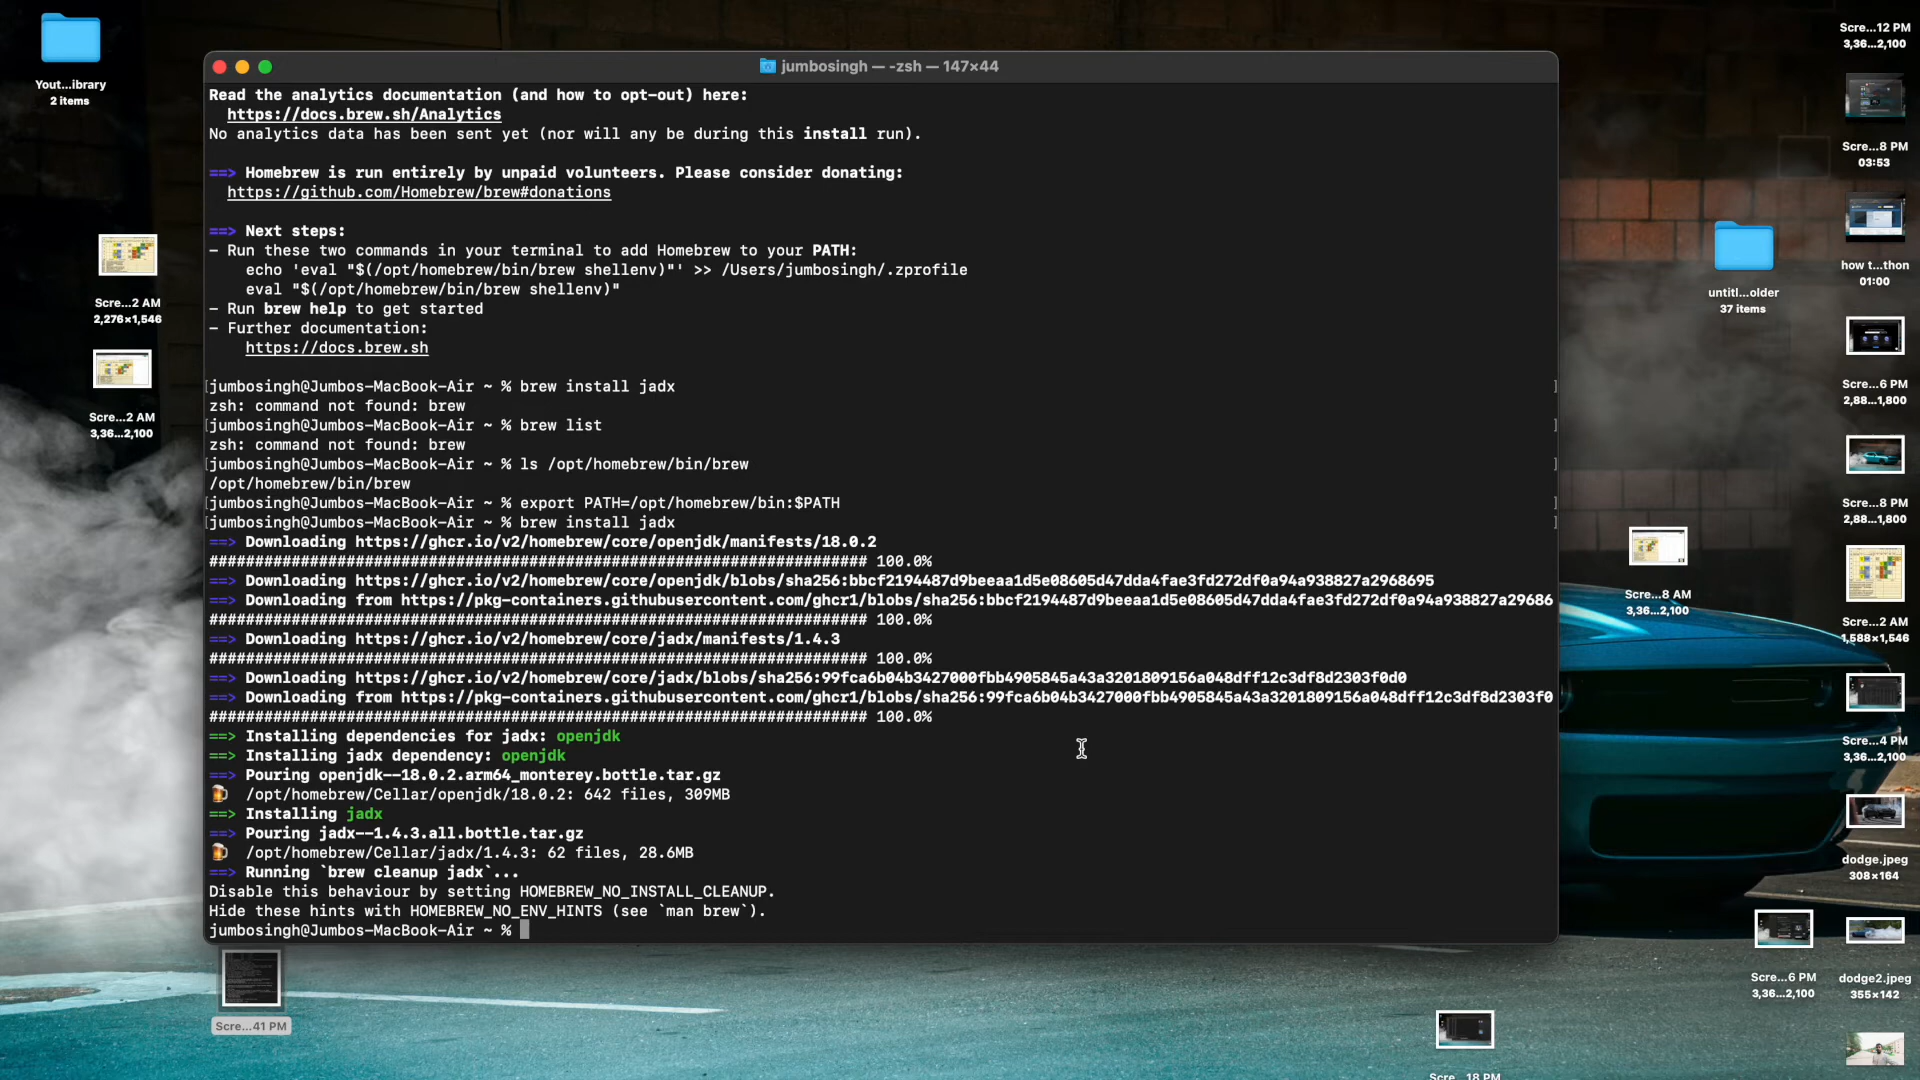 jumbosingh — -zsh — 147×44
Read the analytics documentation (and how to opt-out) here:
https://docs.brew.sh/Analytics
No analytics data has been sent yet (nor will any be during this install run).
==> Homebrew is run entirely by unpaid volunteers. Please consider donating:
https://github.com/Homebrew/brew#donations
==> Next steps:
- Run these two commands in your terminal to add Homebrew to your PATH:
echo 'eval "$(/opt/homebrew/bin/brew shellenv)"' >> /Users/jumbosingh/.zprofile
eval "$(/opt/homebrew/bin/brew shellenv)"
- Run brew help to get started
- Further documentation:
https://docs.brew.sh
[jumbosingh@Jumbos-MacBook-Air ~ % brew install jadx ]
zsh: command not found: brew
[jumbosingh@Jumbos-MacBook-Air ~ % brew list ]
zsh: command not found: brew
[jumbosingh@Jumbos-MacBook-Air ~ % ls /opt/homebrew/bin/brew ]
/opt/homebrew/bin/brew
[jumbosingh@Jumbos-MacBook-Air ~ % export PATH=/opt/homebrew/bin:$PATH ]
[jumbosingh@Jumbos-MacBook-Air ~ % brew install jadx ]
==> Downloading https://ghcr.io/v2/homebrew/core/openjdk/manifests/18.0.2
######################################################################## 100.0%
==> Downloading https://ghcr.io/v2/homebrew/core/openjdk/blobs/sha256:bbcf2194487d9beeaa1d5e08605d47dda4fae3fd272df0a94a938827a2968695
==> Downloading from https://pkg-containers.githubusercontent.com/ghcr1/blobs/sha256:bbcf2194487d9beeaa1d5e08605d47dda4fae3fd272df0a94a938827a29686
######################################################################## 100.0%
==> Downloading https://ghcr.io/v2/homebrew/core/jadx/manifests/1.4.3
######################################################################## 100.0%
==> Downloading https://ghcr.io/v2/homebrew/core/jadx/blobs/sha256:99fca6b04b3427000fbb4905845a43a3201809156a048dff12c3df8d2303f0d0
==> Downloading from https://pkg-containers.githubusercontent.com/ghcr1/blobs/sha256:99fca6b04b3427000fbb4905845a43a3201809156a048dff12c3df8d2303f0
######################################################################## 100.0%
==> Installing dependencies for jadx: openjdk
==> Installing jadx dependency: openjdk
==> Pouring openjdk--18.0.2.arm64_monterey.bottle.tar.gz
🍺 /opt/homebrew/Cellar/openjdk/18.0.2: 642 files, 309MB
==> Installing jadx
==> Pouring jadx--1.4.3.all.bottle.tar.gz
🍺 /opt/homebrew/Cellar/jadx/1.4.3: 62 files, 28.6MB
==> Running `brew cleanup jadx`...
Disable this behaviour by setting HOMEBREW_NO_INSTALL_CLEANUP.
Hide these hints with HOMEBREW_NO_ENV_HINTS (see `man brew`).
jumbosingh@Jumbos-MacBook-Air ~ %
Yout...ibrary
2 items
Scre...2 AM
2,276×1,546
Scre...2 AM
3,36...2,100
Scre...41 PM
untitl...older
37 items
Scre...8 AM
3,36...2,100
Scre...6 PM
3,36...2,100
Scre...18 PM
Scre...12 PM
3,36...2,100
Scre...8 PM
03:53
how t...thon
01:00
Scre...6 PM
2,88...1,800
Scre...8 PM
2,88...1,800
Scre...2 AM
1,588×1,546
Scre...4 PM
3,36...2,100
dodge.jpeg
308×164
dodge2.jpeg
355×142